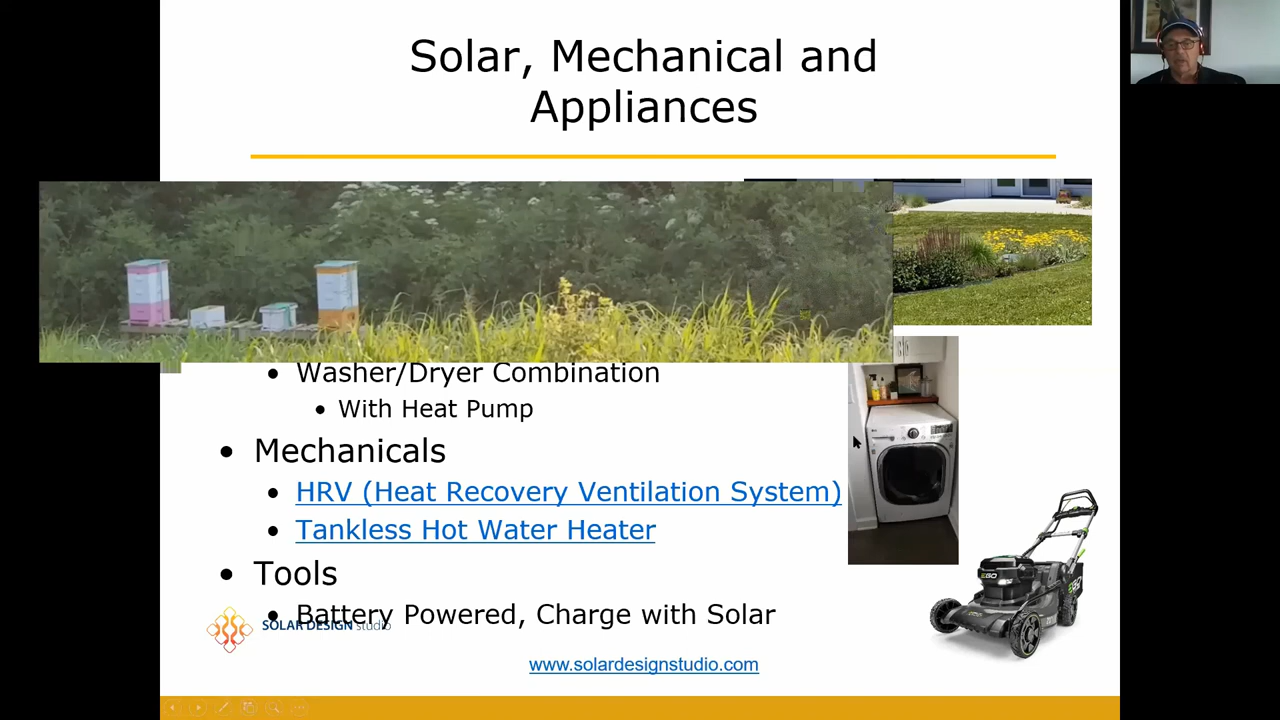 Solar, Mechanical and
Appliances
• Washer/Dryer Combination
• With Heat Pump
• Mechanicals
• HRV (Heat Recovery Ventilation System)
• Tankless Hot Water Heater
• Tools
• Battery Powered, Charge with Solar
SOLAR DESIGN studio
www.solardesignstudio.com
EGO